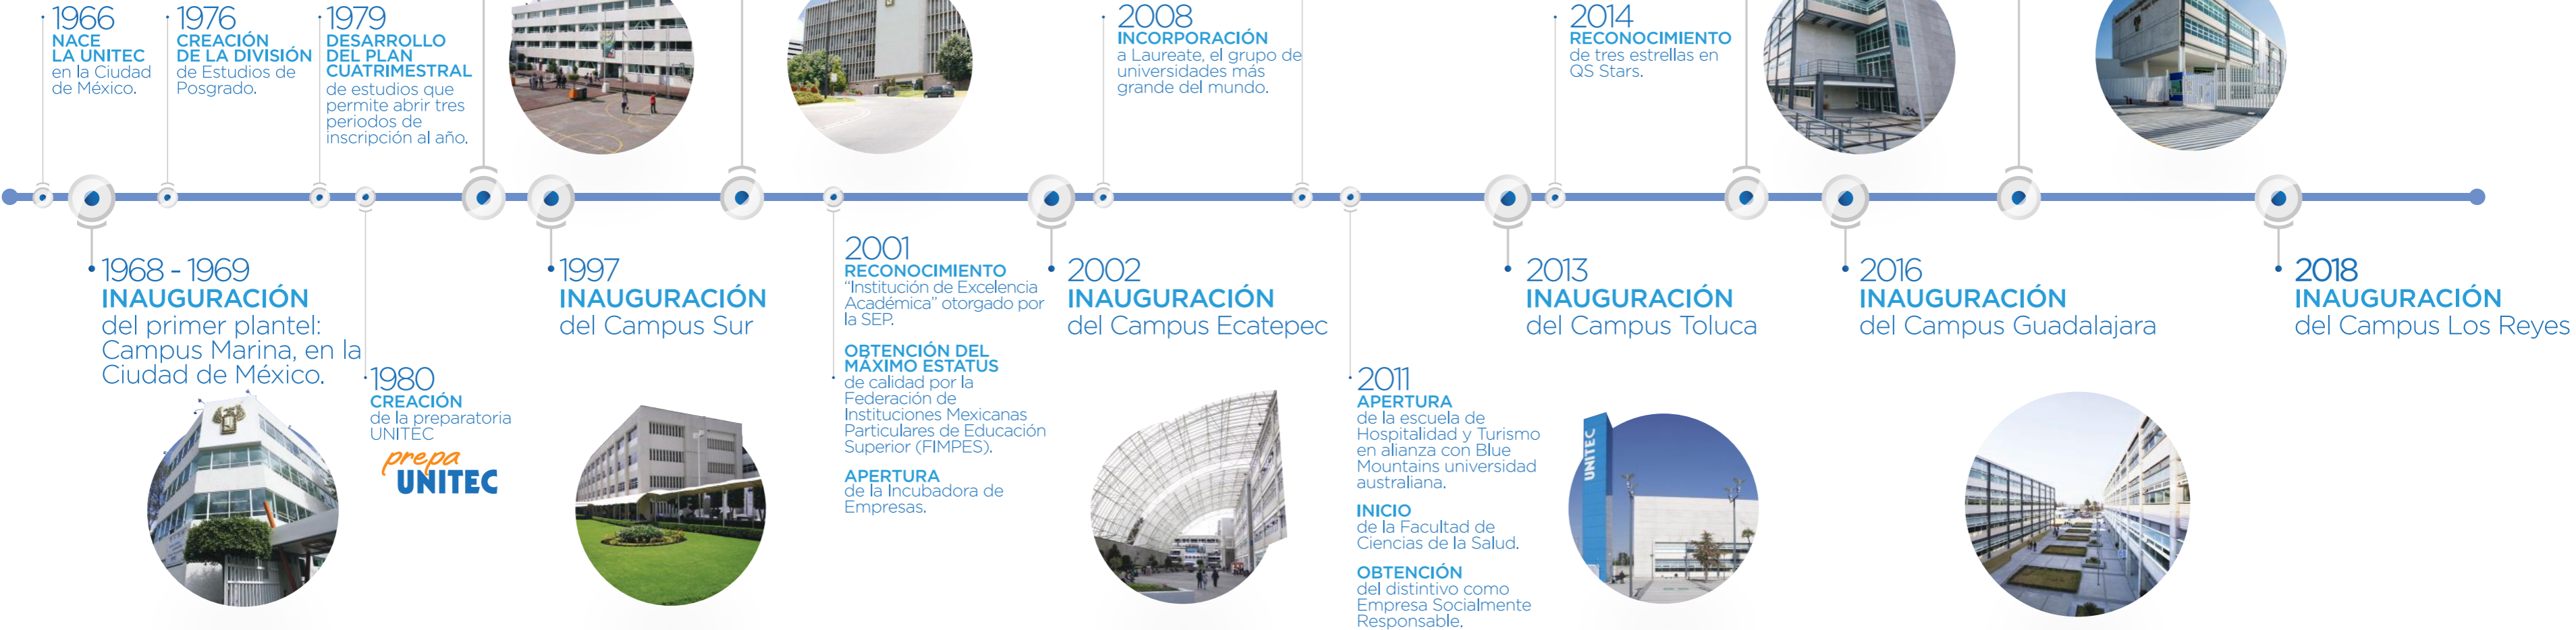 1966
NACE
LA UNITEC
en la Ciudad
de México.
1976
CREACIÓN
DE LA DIVISIÓN
de Estudios de
Posgrado.
1979
DESARROLLO
DEL PLAN
CUATRIMESTRAL
de estudios que
permite abrir tres
periodos de
inscripción al año.
2008
INCORPORACIÓN
a Laureate, el grupo de
universidades más
grande del mundo.
2014
RECONOCIMIENTO
de tres estrellas en
QS Stars.
1968 - 1969
INAUGURACIÓN
del primer plantel:
Campus Marina, en la
Ciudad de México.
1980
CREACIÓN
de la preparatoria
UNITEC
prepa
UNITEC
1997
INAUGURACIÓN
del Campus Sur
2001
RECONOCIMIENTO
“Institución de Excelencia
Académica” otorgado por
la SEP.
OBTENCIÓN DEL
MÁXIMO ESTATUS
de calidad por la
Federación de
Instituciones Mexicanas
Particulares de Educación
Superior (FIMPES).
APERTURA
de la Incubadora de
Empresas.
2002
INAUGURACIÓN
del Campus Ecatepec
2011
APERTURA
de la escuela de
Hospitalidad y Turismo
en alianza con Blue
Mountains universidad
australiana.
INICIO
de la Facultad de
Ciencias de la Salud.
OBTENCIÓN
del distintivo como
Empresa Socialmente
Responsable.
2013
INAUGURACIÓN
del Campus Toluca
UNITEC
2016
INAUGURACIÓN
del Campus Guadalajara
2018
INAUGURACIÓN
del Campus Los Reyes